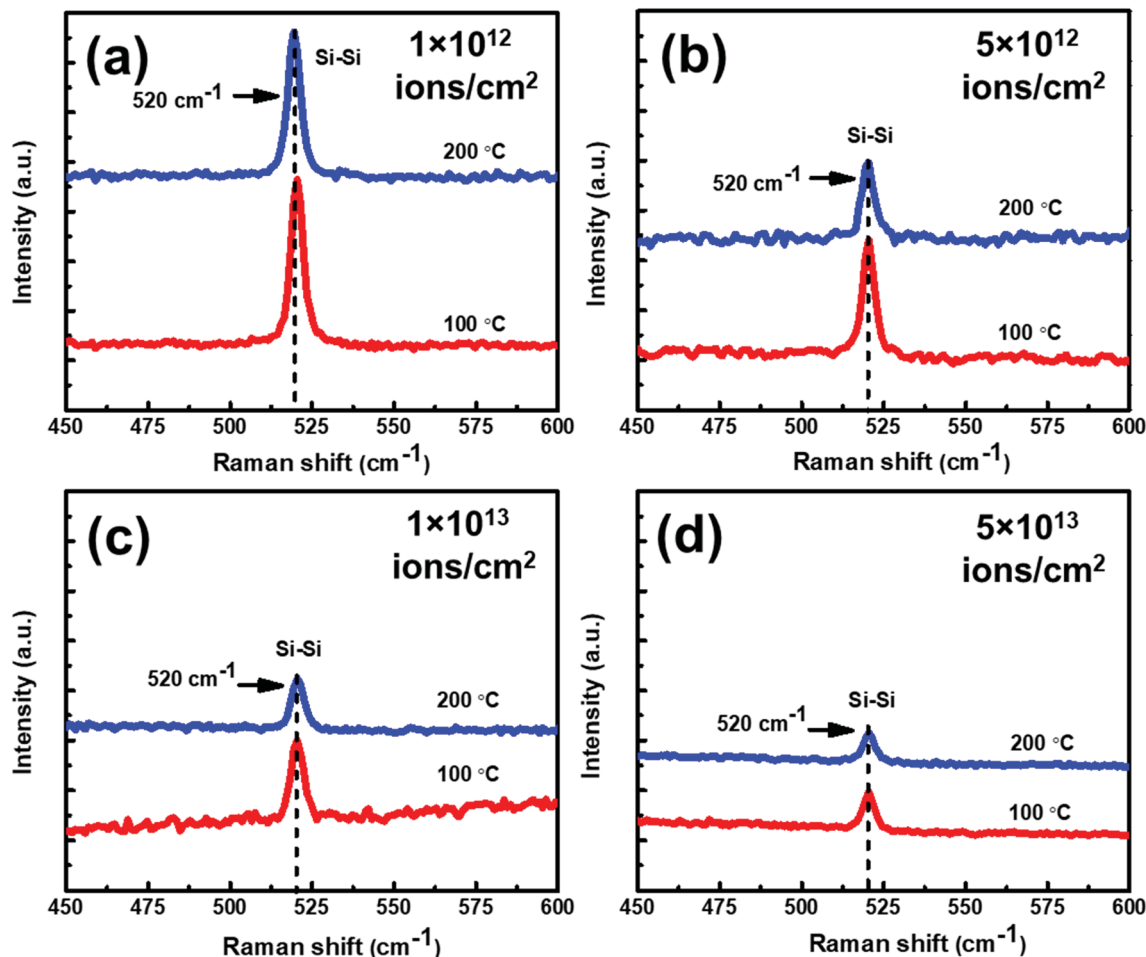 (a)
1×10¹²
ions/cm²
Si-Si
520 cm⁻¹
200 °C
100 °C
Intensity (a.u.)
450 475 500 525 550 575 600
Raman shift (cm⁻¹)
(b)
5×10¹²
ions/cm²
Si-Si
520 cm⁻¹
200 °C
100 °C
Intensity (a.u.)
450 475 500 525 550 575 600
Raman shift (cm⁻¹)
(c)
1×10¹³
ions/cm²
Si-Si
520 cm⁻¹
200 °C
100 °C
Intensity (a.u.)
450 475 500 525 550 575 600
Raman shift (cm⁻¹)
(d)
5×10¹³
ions/cm²
Si-Si
520 cm⁻¹
200 °C
100 °C
Intensity (a.u.)
450 475 500 525 550 575 600
Raman shift (cm⁻¹)